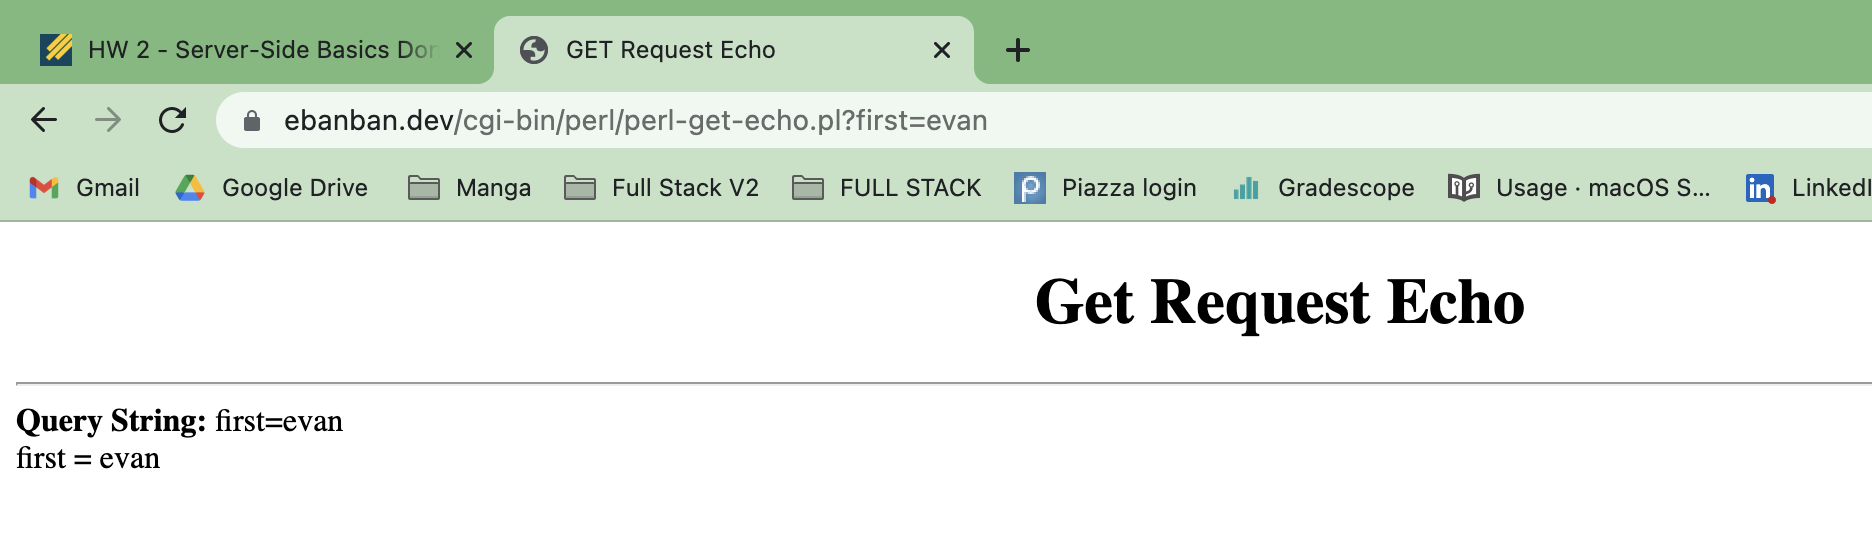 HW 2 - Server-Side Basics Dor
GET Request Echo
ebanban.dev/cgi-bin/perl/perl-get-echo.pl?first=evan
Gmail Google Drive Manga Full Stack V2 FULL STACK Piazza login Gradescope Usage · macOS S... LinkedI
Get Request Echo
Query String: first=evan
first = evan